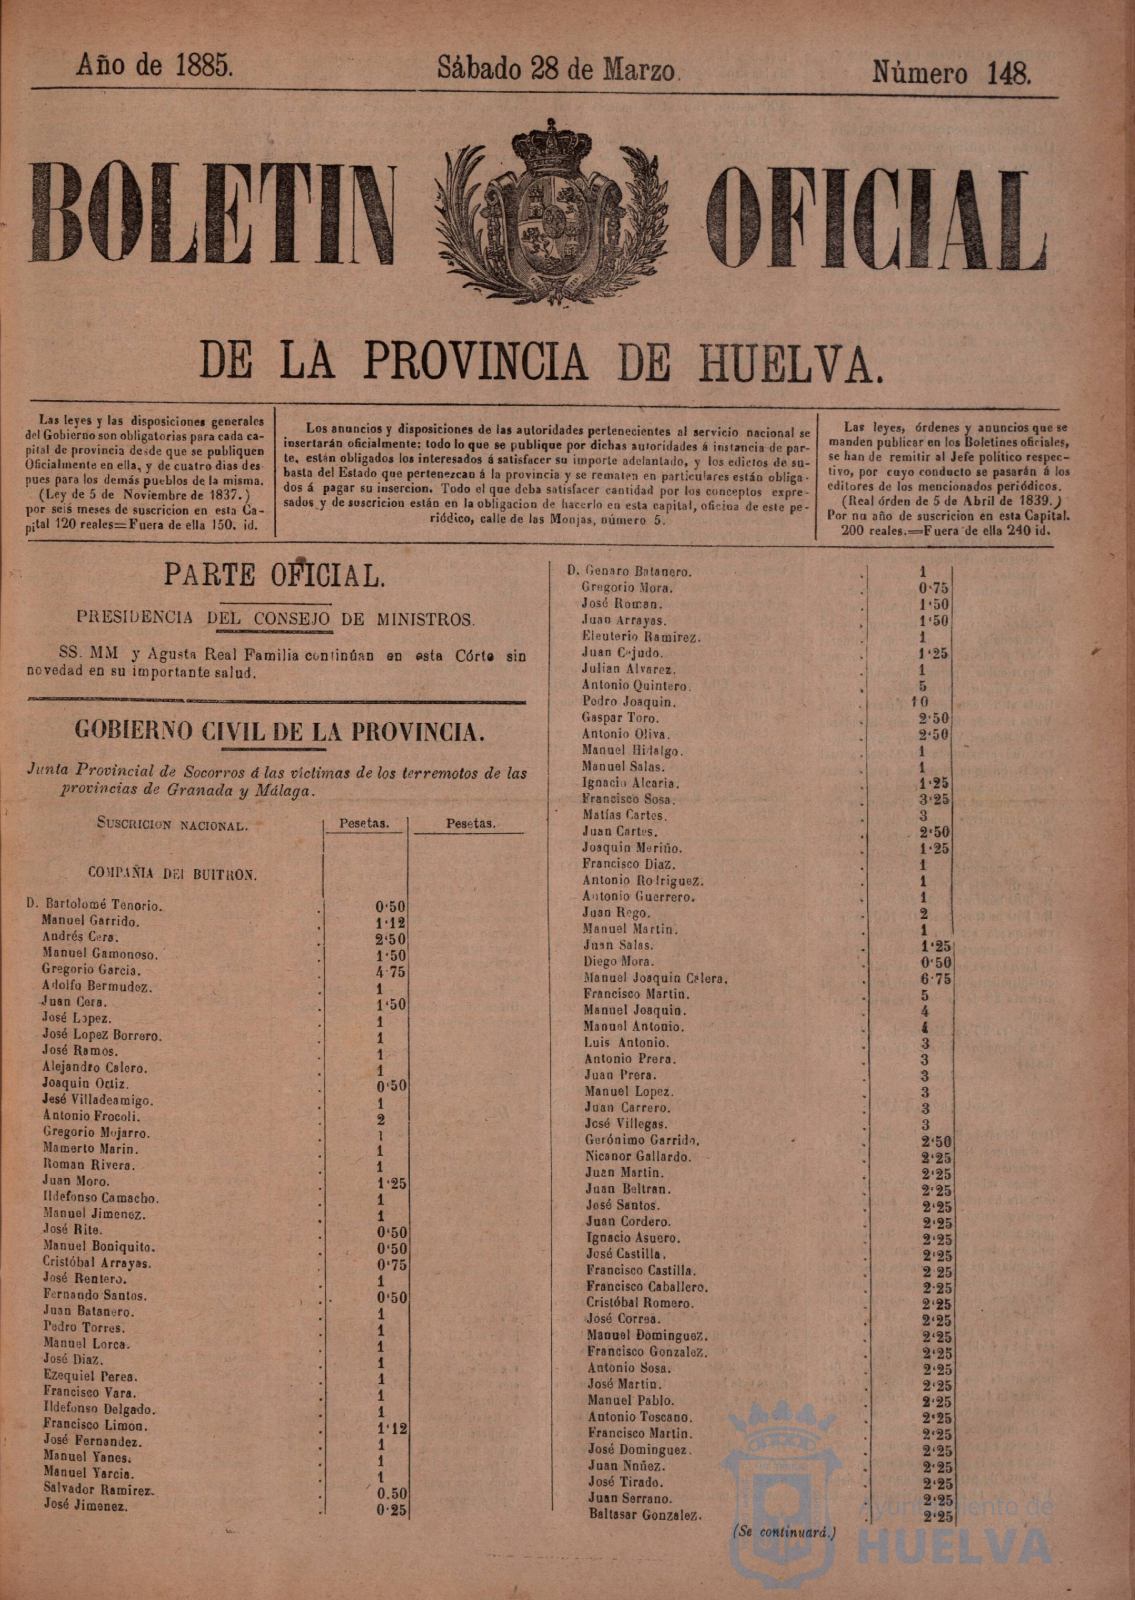 Año de 1885.
Sábado 28 de Marzo.
Número 148.
BOLETIN OFICIAL
DE LA PROVINCIA DE HUELVA.
Las leyes y las disposiciones generales
del Gobierno son obligatorias para cada ca-
pital de provincia desde que se publiquen
Oficialmente en ella, y de cuatro dias des
pues para los demás pueblos de la misma.
(Ley de 5 de Noviembre de 1837.)
por seis meses de suscricion en esta Ca-
pital 120 reales=Fuera de ella 150. id.
Los anuncios y disposiciones de las autoridades pertenecientes al servicio nacional se
insertarán oficialmente: todo lo que se publique por dichas autoridades á instancia de par-
te, están obligados los interesados á satisfacer su importe adelantado, y los edictos de su-
basta del Estado que pertenezcan á la provincia y se rematen en particulares están obliga-
dos á pagar su insercion. Todo el que deba satisfacer cantidad por los conceptos expre-
sados y de suscricion están en la obligacion de hacerlo en esta capital, oficina de este pe-
riódico, calle de las Monjas, número 5.
Las leyes, órdenes y anuncios que se
manden publicar en los Boletines oficiales,
se han de remitir al Jefe político respec-
tivo, por cuyo conducto se pasarán á los
editores de los mencionados periódicos.
(Real órden de 5 de Abril de 1839.)
Por nu año de suscricion en esta Capital.
200 reales.=Fuera de ella 240 id.
PARTE OFICIAL.
PRESIDENCIA DEL CONSEJO DE MINISTROS.
SS. MM y Agusta Real Familia continúan en esta Córte sin
novedad en su importante salud.
GOBIERNO CIVIL DE LA PROVINCIA.
Junta Provincial de Socorros á las víctimas de los terremotos de las
provincias de Granada y Málaga.
SUSCRICION NACIONAL. Pesetas. Pesetas.
COMPAÑIA DEL BUITRON.
D. Bartolomé Tenorio. . 0‘50
Manuel Garrido. . 1‘12
Andrés Cera. . 2‘50
Manuel Gamonoso. . 1‘50
Gregorio Garcia. . 4‘75
Adolfo Bermudez. . 1
Juan Cera. . 1‘50
José Lopez. . 1
José Lopez Borrero. . 1
José Ramos. . 1
Alejandro Calero. . 1
Joaquin Ortiz. . 0‘50
Jesé Villadeamigo. . 1
Antonio Frocoli. . 2
Gregorio Mojarro. . 1
Mamerto Marin. . 1
Roman Rivera. . 1
Juan Moro. . 1‘25
Ildefonso Camacho. . 1
Manuel Jimenez. . 1
José Rite. . 0‘50
Manuel Boniquito. . 0‘50
Cristóbal Arrayas. . 0‘75
José Rentero. . 1
Fernando Santos. . 0‘50
Juan Batanero. . 1
Pedro Torres. . 1
Manuel Lorca. . 1
José Diaz. . 1
Ezequiel Perea. . 1
Francisco Vara. . 1
Ildefonso Delgado. . 1
Francisco Limon. . 1‘12
José Fernandez. . 1
Manuel Yanes. . 1
Manuel Yarcia. . 1
Salvador Ramirez. . 0.50
José Jimenez. . 0‘25
D. Genaro Batanero. . 1
Gregorio Mora. . 0‘75
José Roman. . 1‘50
Juan Arrayas. . 1‘50
Eleuterio Ramirez. . 1
Juan Cejudo. . 1‘25
Julian Alvarez. . 1
Antonio Quintero. . 5
Pedro Joaquin. . 10
Gaspar Toro. . 2‘50
Antonio Oliva. . 2‘50
Manuel Hidalgo. . 1
Manuel Salas. . 1
Ignacio Alcaria. . 1‘25
Francisco Sosa. . 3‘25
Matías Cartes. . 3
Juan Cartes. . 2‘50
Joaquin Meriño. . 1‘25
Francisco Diaz. . 1
Antonio Rodriguez. . 1
Antonio Guerrero. . 1
Juan Rego. . 2
Manuel Martin. . 1
Juan Salas. . 1‘25
Diego Mora. . 0‘50
Manuel Joaquin Calera. . 6‘75
Francisco Martin. . 5
Manuel Joaquin. . 4
Manuel Antonio. . 4
Luis Antonio. . 3
Antonio Prera. . 3
Juan Prera. . 3
Manuel Lopez. . 3
Juan Carrero. . 3
José Villegas. . 3
Gerónimo Garrido. . 2‘50
Nicanor Gallardo. . 2‘25
Juan Martin. . 2‘25
Juan Beltran. . 2‘25
José Santos. . 2‘25
Juan Cordero. . 2‘25
Ignacio Asuero. . 2‘25
José Castilla. . 2‘25
Francisco Castilla. . 2‘25
Francisco Caballero. . 2‘25
Cristóbal Romero. . 2‘25
José Correa. . 2‘25
Manuel Dominguez. . 2‘25
Francisco Gonzalez. . 2‘25
Antonio Sosa. . 2‘25
José Martin. . 2‘25
Manuel Pablo. . 2‘25
Antonio Toscano. . 2‘25
Francisco Martin. . 2‘25
José Dominguez. . 2‘25
Juan Nnñez. . 2‘25
José Tirado. . 2‘25
Juan Serrano. . 2‘25
Baltasar Gonzalez. . 2‘25
(Se continuará.)
Ayuntamiento de
HUELVA